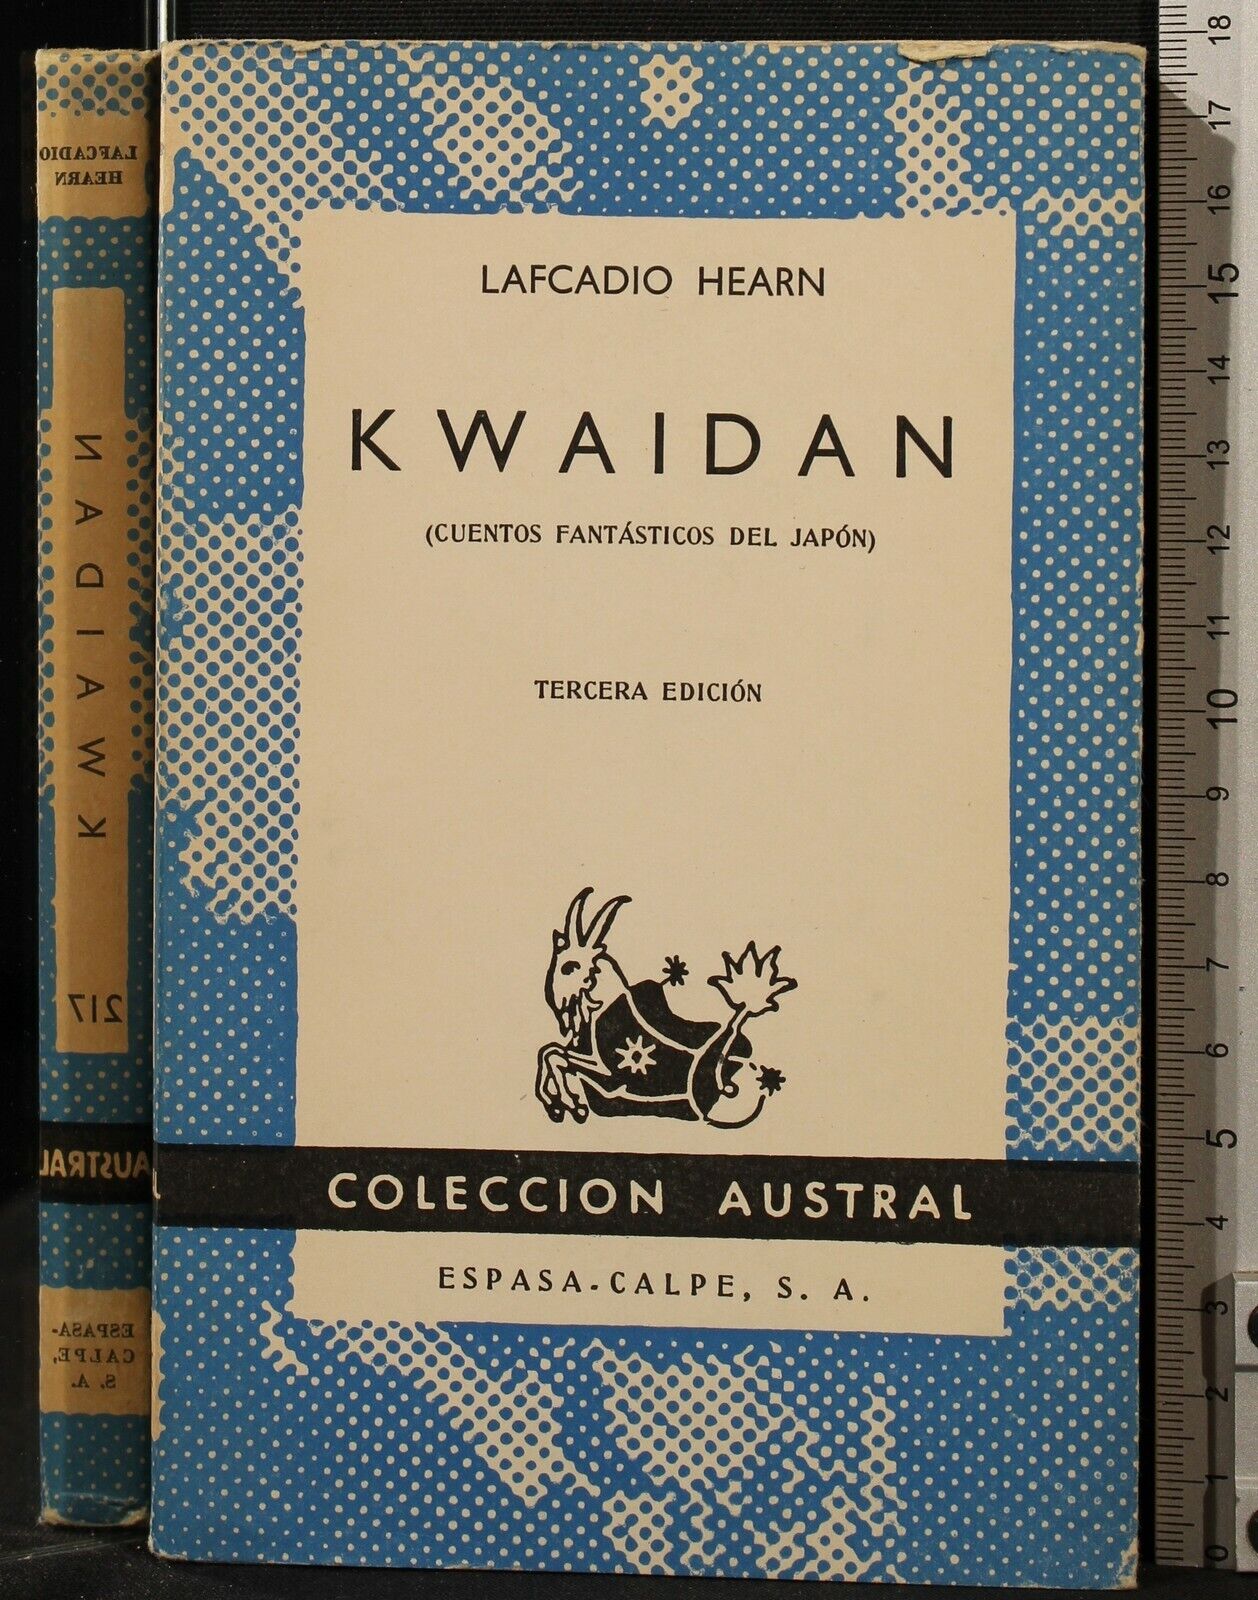 LAFCADIO HEARN
KWAIDAN
(CUENTOS FANTÁSTICOS DEL JAPÓN)
TERCERA EDICIÓN
COLECCION AUSTRAL
ESPASA-CALPE, S. A.
LAFCADIO
HEARN
KWAIDAN
217
AUSTRAL
ESPASA-
CALPE,
S. A.
18
17
16
15
14
13
12
11
10
9
8
7
6
5
4
3
2
1
0